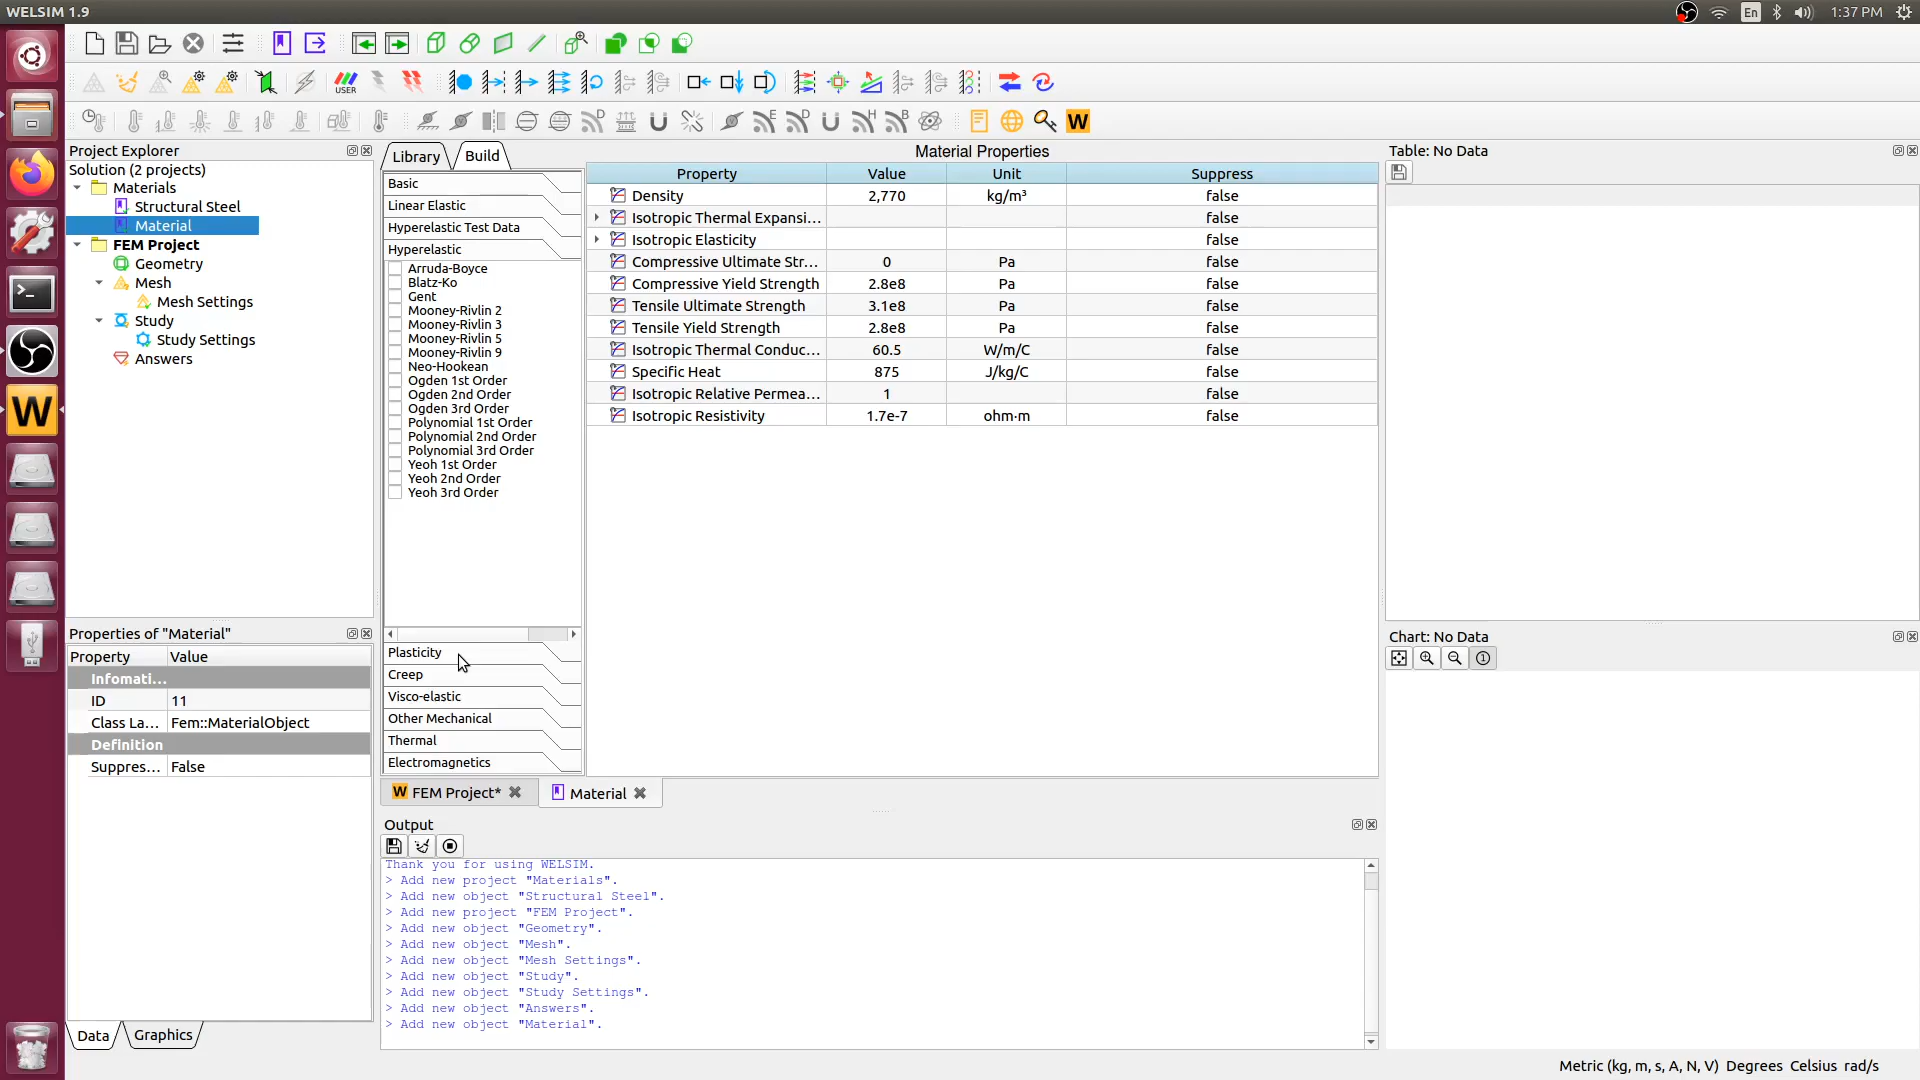 WELSIM 1.9
En
1:37 PM
USER
D
E
D
H
B
W
Project Explorer
Solution (2 projects)
Materials
Structural Steel
Material
FEM Project
Geometry
Mesh
Mesh Settings
Study
Study Settings
Answers
Properties of "Material"
Property Value
Infomati...
ID 11
Class La... Fem::MaterialObject
Definition
Suppres... False
Data Graphics
Library Build
Basic
Linear Elastic
Hyperelastic Test Data
Hyperelastic
Arruda-Boyce
Blatz-Ko
Gent
Mooney-Rivlin 2
Mooney-Rivlin 3
Mooney-Rivlin 5
Mooney-Rivlin 9
Neo-Hookean
Ogden 1st Order
Ogden 2nd Order
Ogden 3rd Order
Polynomial 1st Order
Polynomial 2nd Order
Polynomial 3rd Order
Yeoh 1st Order
Yeoh 2nd Order
Yeoh 3rd Order
Plasticity
Creep
Visco-elastic
Other Mechanical
Thermal
Electromagnetics
Material Properties
Property Value Unit Suppress
Density 2,770 kg/m³ false
Isotropic Thermal Expansi... false
Isotropic Elasticity false
Compressive Ultimate Str... 0 Pa false
Compressive Yield Strength 2.8e8 Pa false
Tensile Ultimate Strength 3.1e8 Pa false
Tensile Yield Strength 2.8e8 Pa false
Isotropic Thermal Conduc... 60.5 W/m/C false
Specific Heat 875 J/kg/C false
Isotropic Relative Permea... 1 false
Isotropic Resistivity 1.7e-7 ohm·m false
W FEM Project* Material
Output
Thank you for using WELSIM.
> Add new project "Materials".
> Add new object "Structural Steel".
> Add new project "FEM Project".
> Add new object "Geometry".
> Add new object "Mesh".
> Add new object "Mesh Settings".
> Add new object "Study".
> Add new object "Study Settings".
> Add new object "Answers".
> Add new object "Material".
Table: No Data
Chart: No Data
1
Metric (kg, m, s, A, N, V) Degrees Celsius rad/s
W